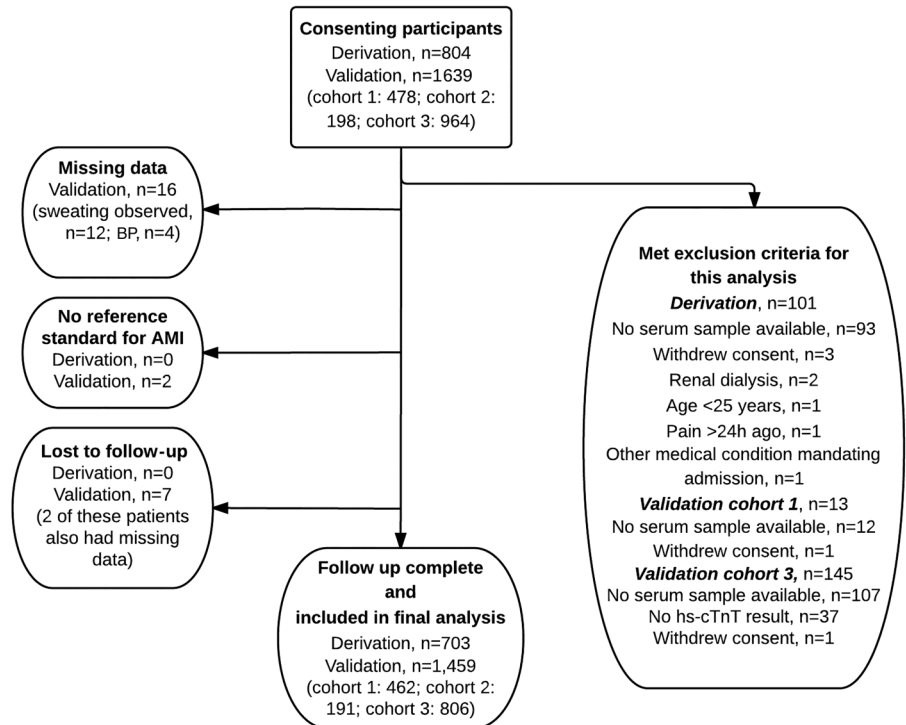 Consenting participants
Derivation, n=804
Validation, n=1639
(cohort 1: 478; cohort 2:
198; cohort 3: 964)
Missing data
Validation, n=16
(sweating observed,
n=12; BP, n=4)
No reference
standard for AMI
Derivation, n=0
Validation, n=2
Lost to follow-up
Derivation, n=0
Validation, n=7
(2 of these patients
also had missing
data)
Met exclusion criteria for
this analysis
Derivation, n=101
No serum sample available, n=93
Withdrew consent, n=3
Renal dialysis, n=2
Age <25 years, n=1
Pain >24h ago, n=1
Other medical condition mandating
admission, n=1
Validation cohort 1, n=13
No serum sample available, n=12
Withdrew consent, n=1
Validation cohort 3, n=145
No serum sample available, n=107
No hs-cTnT result, n=37
Withdrew consent, n=1
Follow up complete
and
included in final analysis
Derivation, n=703
Validation, n=1,459
(cohort 1: 462; cohort 2:
191; cohort 3: 806)